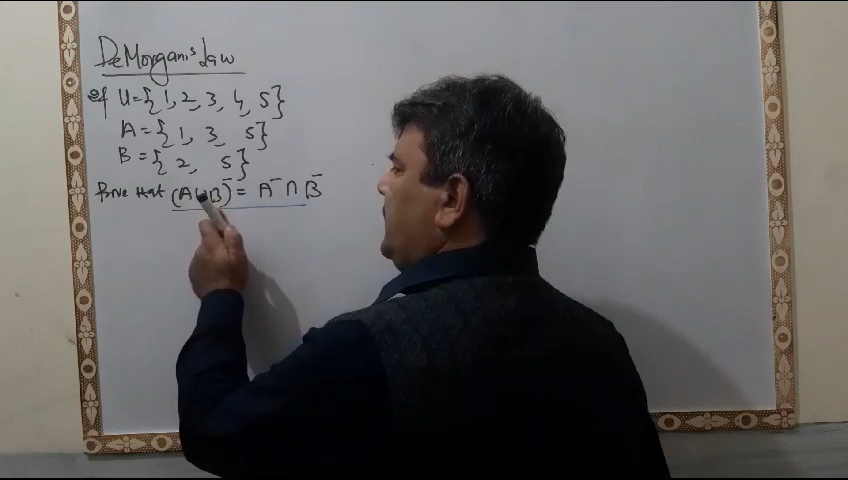 DeMorgan's Law
If U={1, 2, 3, 4, 5}
A={1, 3, 5}
B={2, 5}
Prove that (A∪B)⁻ = A⁻ ∩ B⁻